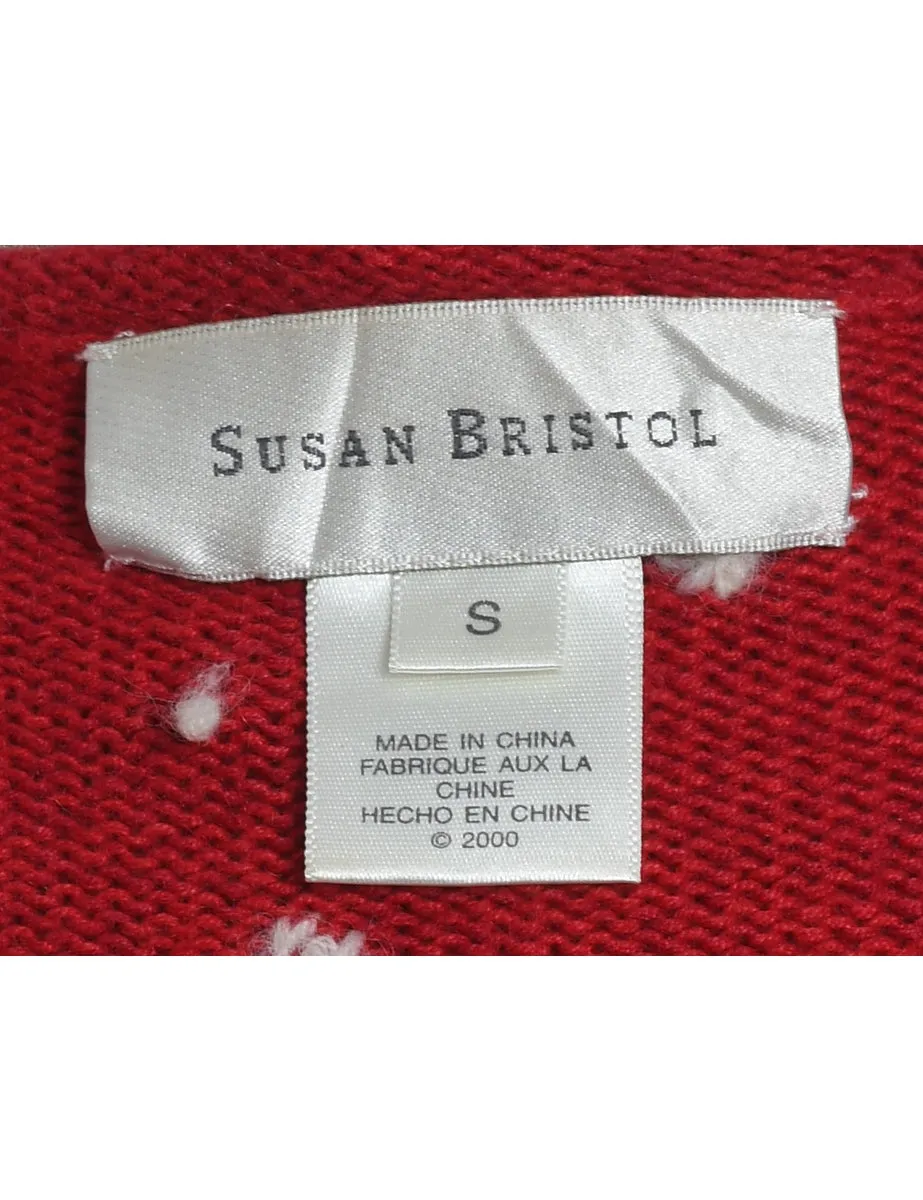 SUSAN BRISTOL
S
MADE IN CHINA
FABRIQUE AUX LA
CHINE
HECHO EN CHINE
© 2000